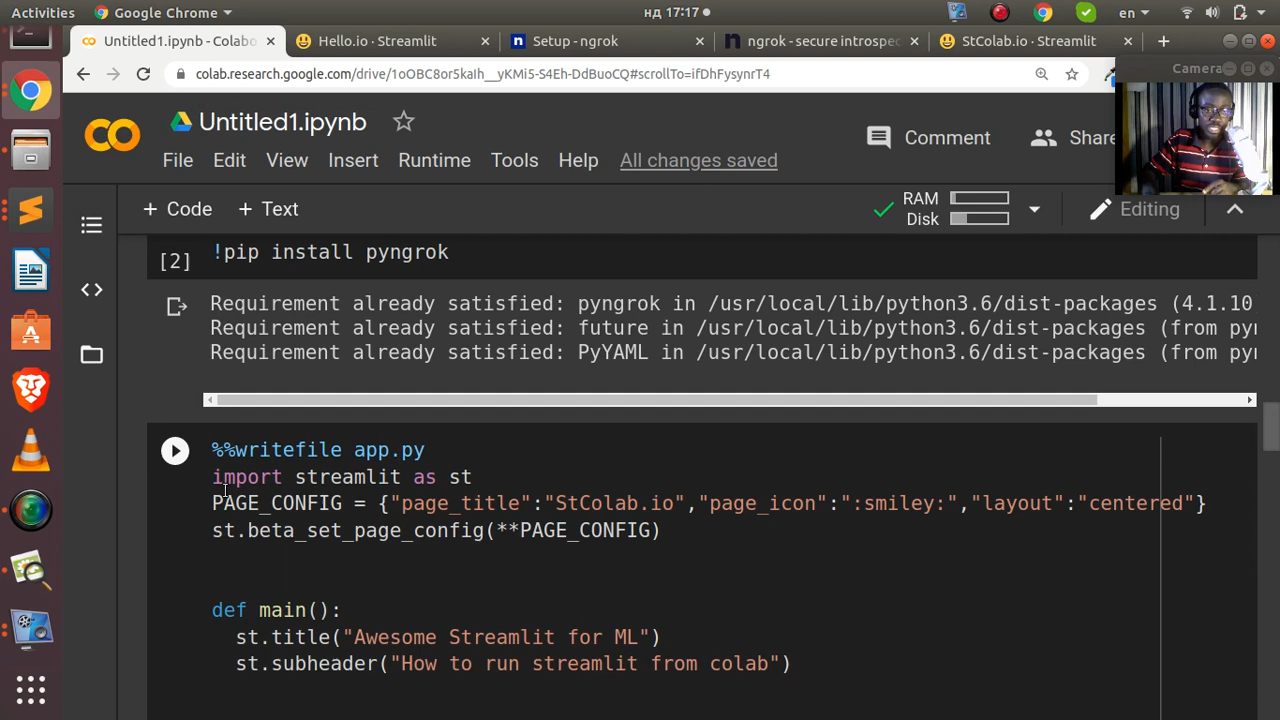 Activities Google Chrome нд 17:17 en
Untitled1.ipynb - Colabo Hello.io · Streamlit Setup - ngrok ngrok - secure introspec StColab.io · Streamlit
colab.research.google.com/drive/1oOBC8or5kaIh__yKMi5-S4Eh-DdBuoCQ#scrollTo=ifDhFysynrT4
Camera
Untitled1.ipynb
Comment Share
File Edit View Insert Runtime Tools Help All changes saved
+ Code + Text RAM Disk Editing
[2] !pip install pyngrok
Requirement already satisfied: pyngrok in /usr/local/lib/python3.6/dist-packages (4.1.10
Requirement already satisfied: future in /usr/local/lib/python3.6/dist-packages (from pyn
Requirement already satisfied: PyYAML in /usr/local/lib/python3.6/dist-packages (from pyn
%%writefile app.py
import streamlit as st
PAGE_CONFIG = {"page_title":"StColab.io","page_icon":":smiley:","layout":"centered"}
st.beta_set_page_config(**PAGE_CONFIG)
def main():
st.title("Awesome Streamlit for ML")
st.subheader("How to run streamlit from colab")